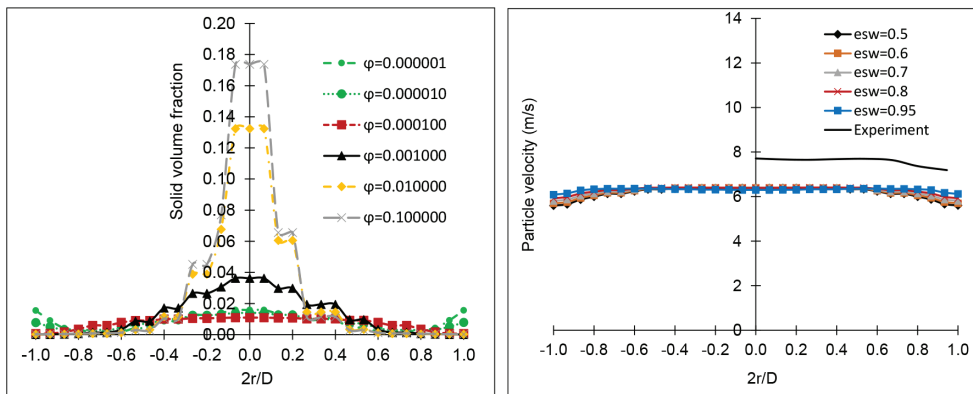 Solid volume fraction
0.20
0.18
0.16
0.14
0.12
0.10
0.08
0.06
0.04
0.02
0.00
φ=0.000001
φ=0.000010
φ=0.000100
φ=0.001000
φ=0.010000
φ=0.100000
-1.0 -0.8 -0.6 -0.4 -0.2 0.0 0.2 0.4 0.6 0.8 1.0
2r/D
Particle velocity (m/s)
14
12
10
8
6
4
2
0
esw=0.5
esw=0.6
esw=0.7
esw=0.8
esw=0.95
Experiment
-1.0 -0.8 -0.6 -0.4 -0.2 0.0 0.2 0.4 0.6 0.8 1.0
2r/D